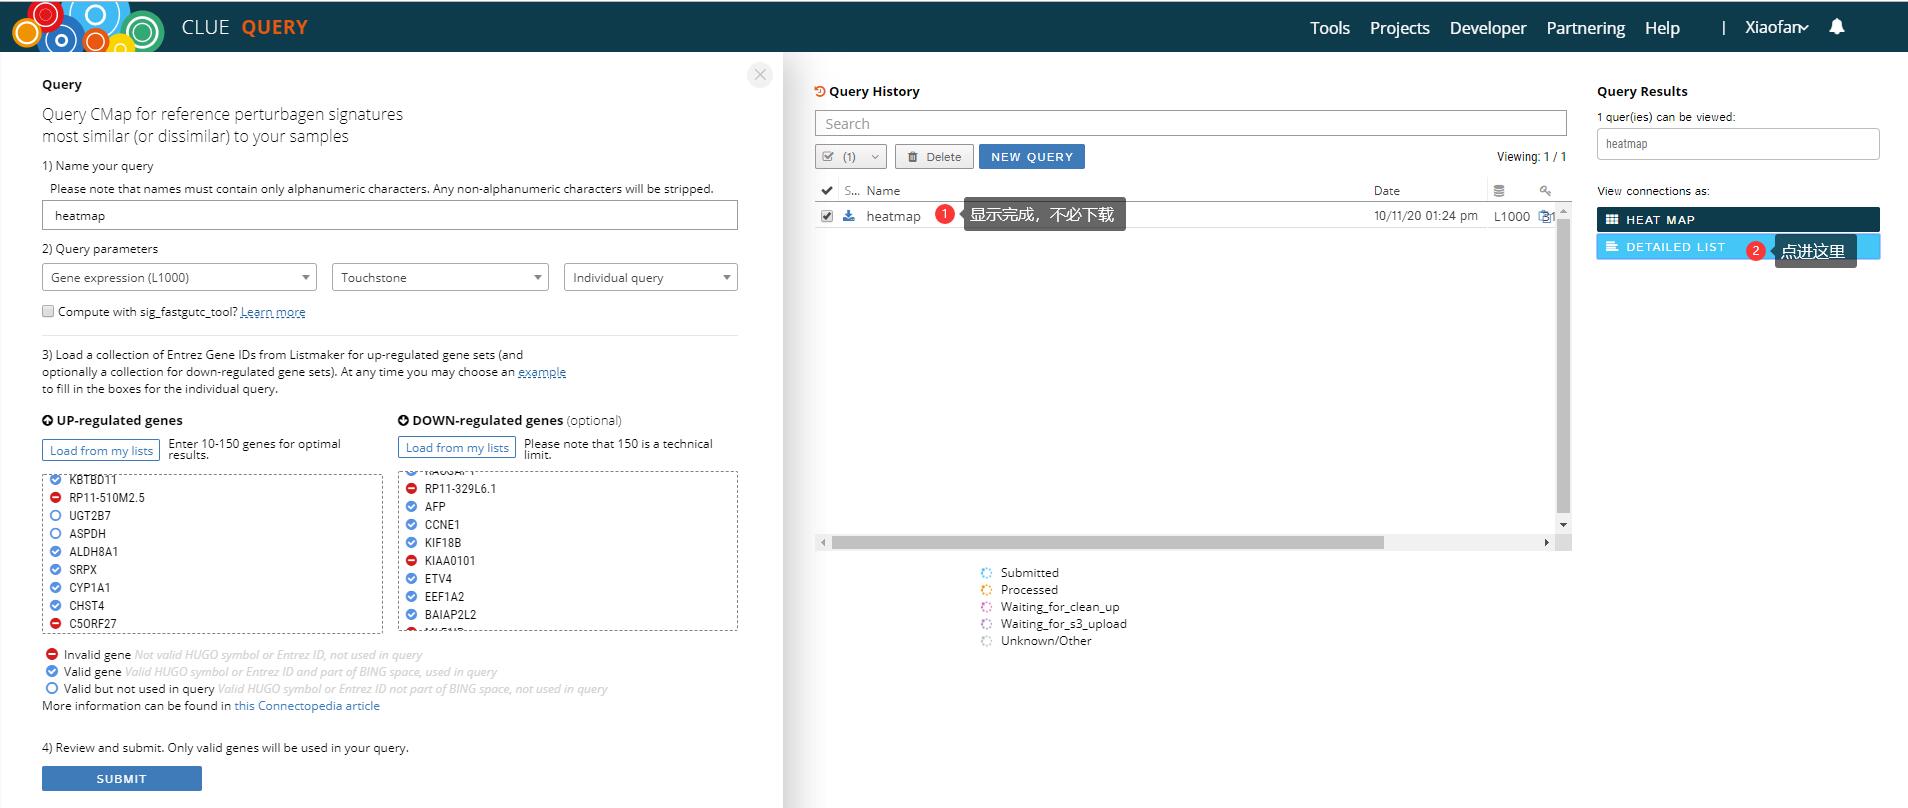 CLUE QUERY
Tools Projects Developer Partnering Help | Xiaofan
Query
Query CMap for reference perturbagen signatures
most similar (or dissimilar) to your samples
1) Name your query
Please note that names must contain only alphanumeric characters. Any non-alphanumeric characters will be stripped.
heatmap
2) Query parameters
Gene expression (L1000) Touchstone Individual query
Compute with sig_fastgutc_tool? Learn more
3) Load a collection of Entrez Gene IDs from Listmaker for up-regulated gene sets (and
optionally a collection for down-regulated gene sets). At any time you may choose an example
to fill in the boxes for the individual query.
UP-regulated genes
Load from my lists
Enter 10-150 genes for optimal
results.
KBTBD11
RP11-510M2.5
UGT2B7
ASPDH
ALDH8A1
SRPX
CYP1A1
CHST4
C5ORF27
DOWN-regulated genes (optional)
Load from my lists
Please note that 150 is a technical
limit.
RP11-329L6.1
AFP
CCNE1
KIF18B
KIAA0101
ETV4
EEF1A2
BAIAP2L2
Invalid gene Not valid HUGO symbol or Entrez ID, not used in query
Valid gene Valid HUGO symbol or Entrez ID and part of BING space, used in query
Valid but not used in query Valid HUGO symbol or Entrez ID not part of BING space, not used in query
More information can be found in this Connectopedia article
4) Review and submit. Only valid genes will be used in your query.
SUBMIT
Query History
Search
(1) Delete NEW QUERY Viewing: 1 / 1
S... Name Date
heatmap 1 显示完成，不必下载 10/11/20 01:24 pm L1000
Submitted
Processed
Waiting_for_clean_up
Waiting_for_s3_upload
Unknown/Other
Query Results
1 quer(ies) can be viewed:
heatmap
View connections as:
HEAT MAP
DETAILED LIST 2 点进这里